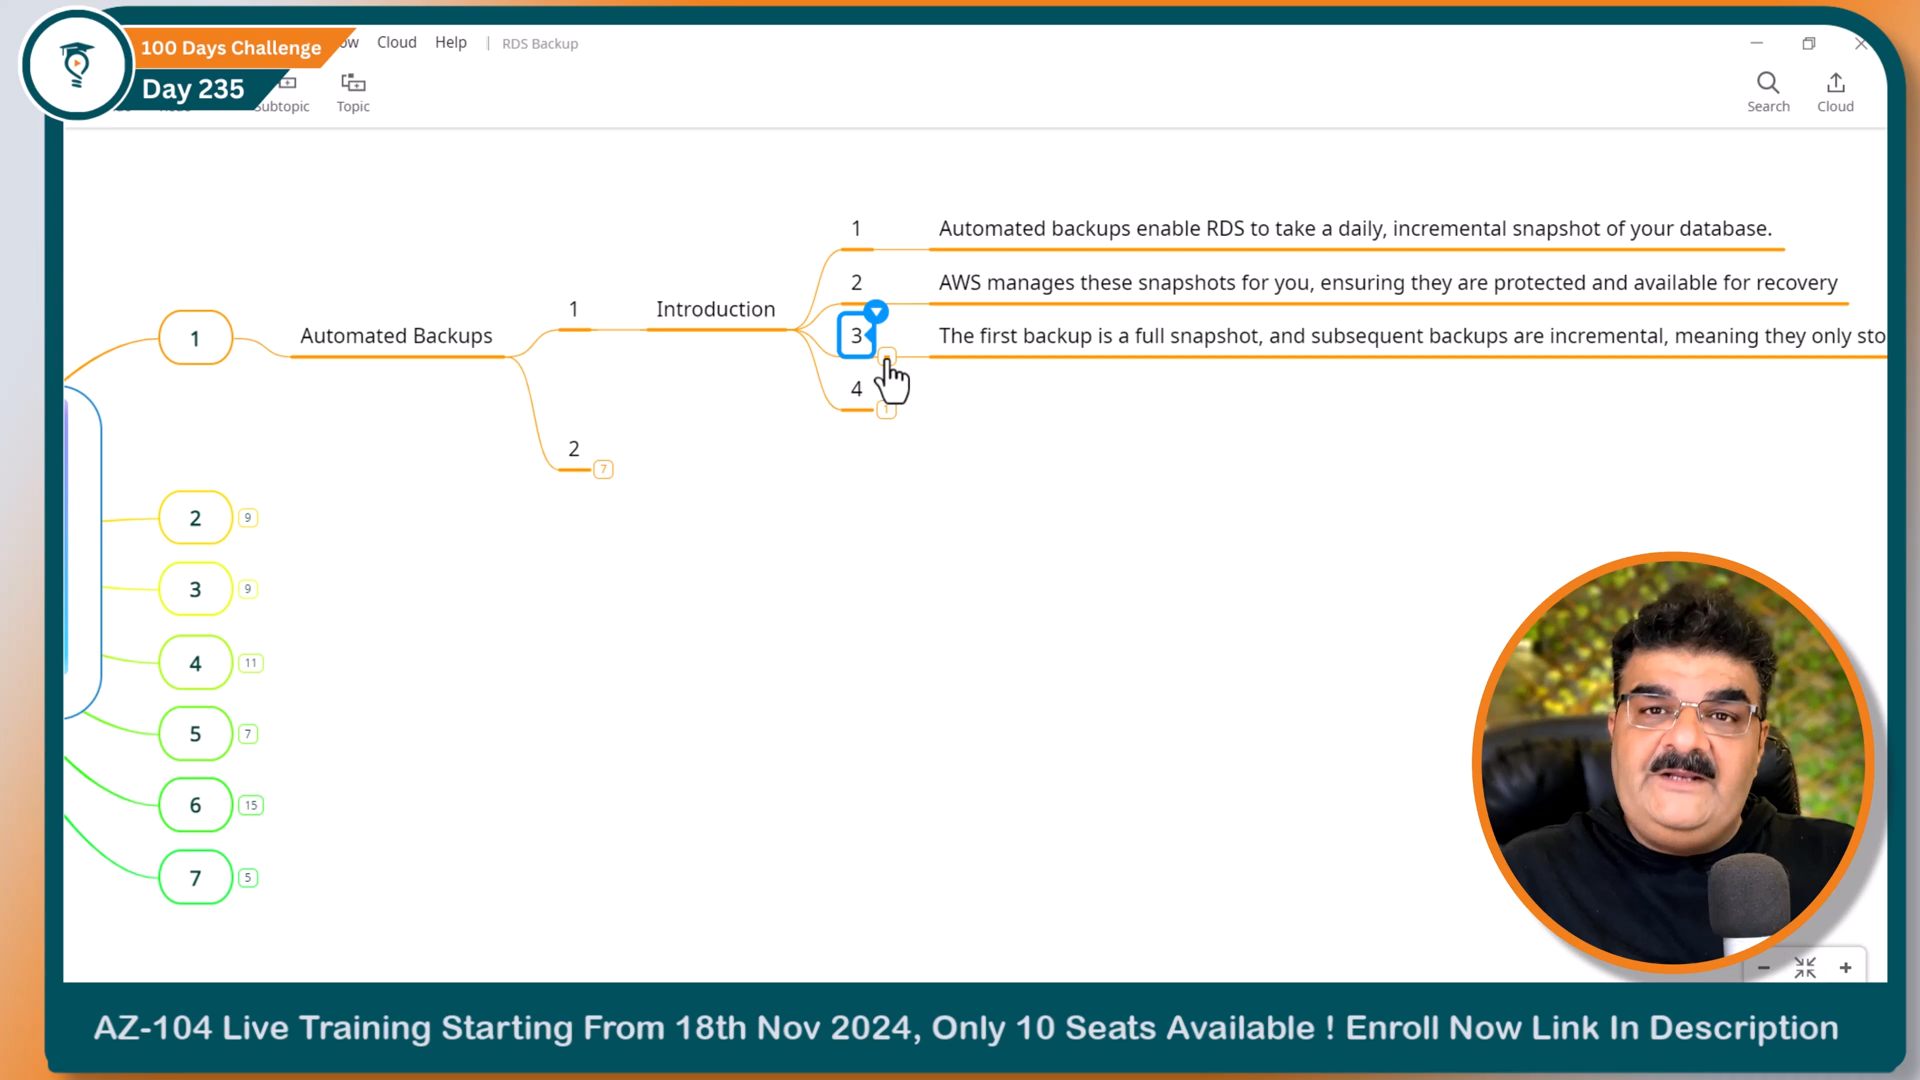 100 Days Challenge
Day 235
ow Cloud Help | RDS Backup
Subtopic
Topic
Search
Cloud
1 Automated backups enable RDS to take a daily, incremental snapshot of your database.
2 AWS manages these snapshots for you, ensuring they are protected and available for recovery
1 Automated Backups
1 Introduction
3 The first backup is a full snapshot, and subsequent backups are incremental, meaning they only sto
4 1
2 7
2 9
3 9
4 11
5 7
6 15
7 5
AZ-104 Live Training Starting From 18th Nov 2024, Only 10 Seats Available ! Enroll Now Link In Description